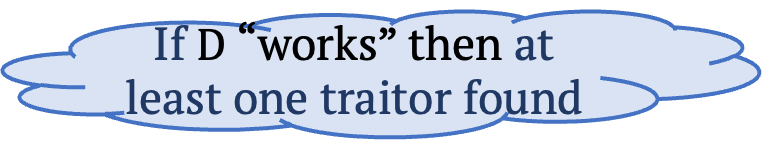 If D “works” then at
least one traitor found